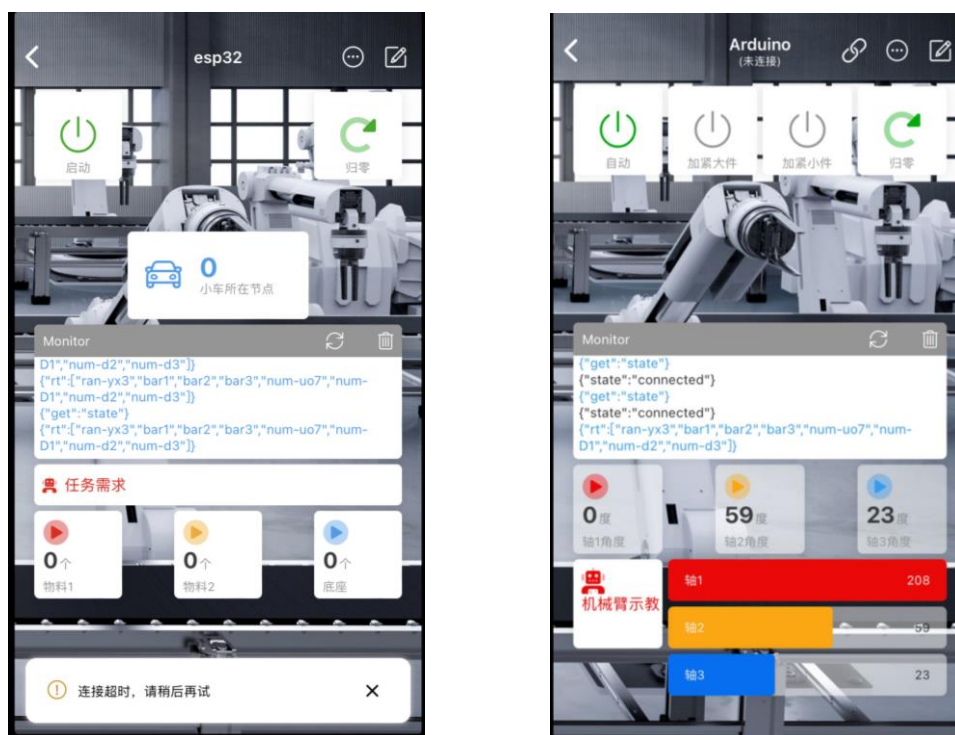 esp32
启动
归零
0
小车所在节点
Monitor
D1","num-d2","num-d3"]}
{"rt":["ran-yx3","bar1","bar2","bar3","num-uo7","num-
D1","num-d2","num-d3"]}
{"get":"state"}
{"rt":["ran-yx3","bar1","bar2","bar3","num-uo7","num-
D1","num-d2","num-d3"]}
任务需求
0个
0个
0个
物料1
物料2
底座
连接超时，请稍后再试
Arduino
(未连接)
自动
加紧大件
加紧小件
归零
Monitor
{"get":"state"}
{"state":"connected"}
{"get":"state"}
{"state":"connected"}
{"rt":["ran-yx3","bar1","bar2","bar3","num-uo7","num-
D1","num-d2","num-d3"]}
0度
59度
23度
轴1角度
轴2角度
轴3角度
机械臂示教
轴1 208
轴2 59
轴3 23